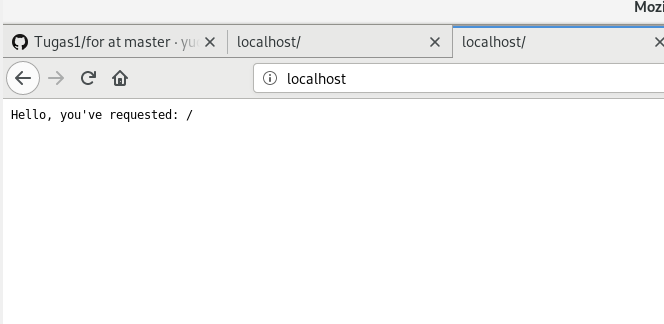 Mozi
Tugas1/for at master · yu
localhost/
localhost/
localhost
Hello, you've requested: /